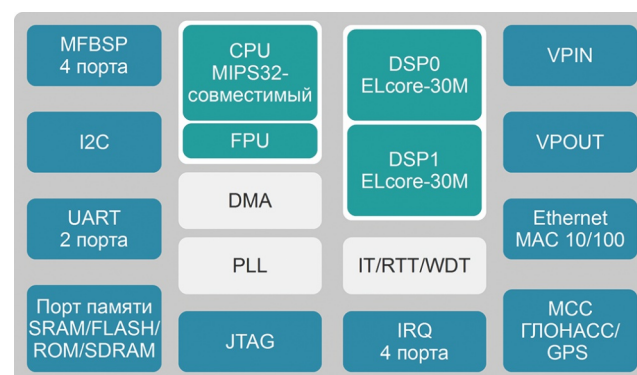 MFBSP
4 порта
I2C
UART
2 порта
Порт памяти
SRAM/FLASH/
ROM/SDRAM
CPU
MIPS32-
совместимый
FPU
DMA
PLL
JTAG
DSP0
ELcore-30M
DSP1
ELcore-30M
IT/RTT/WDT
IRQ
4 порта
VPIN
VPOUT
Ethernet
MAC 10/100
МСС
ГЛОНАСС/
GPS